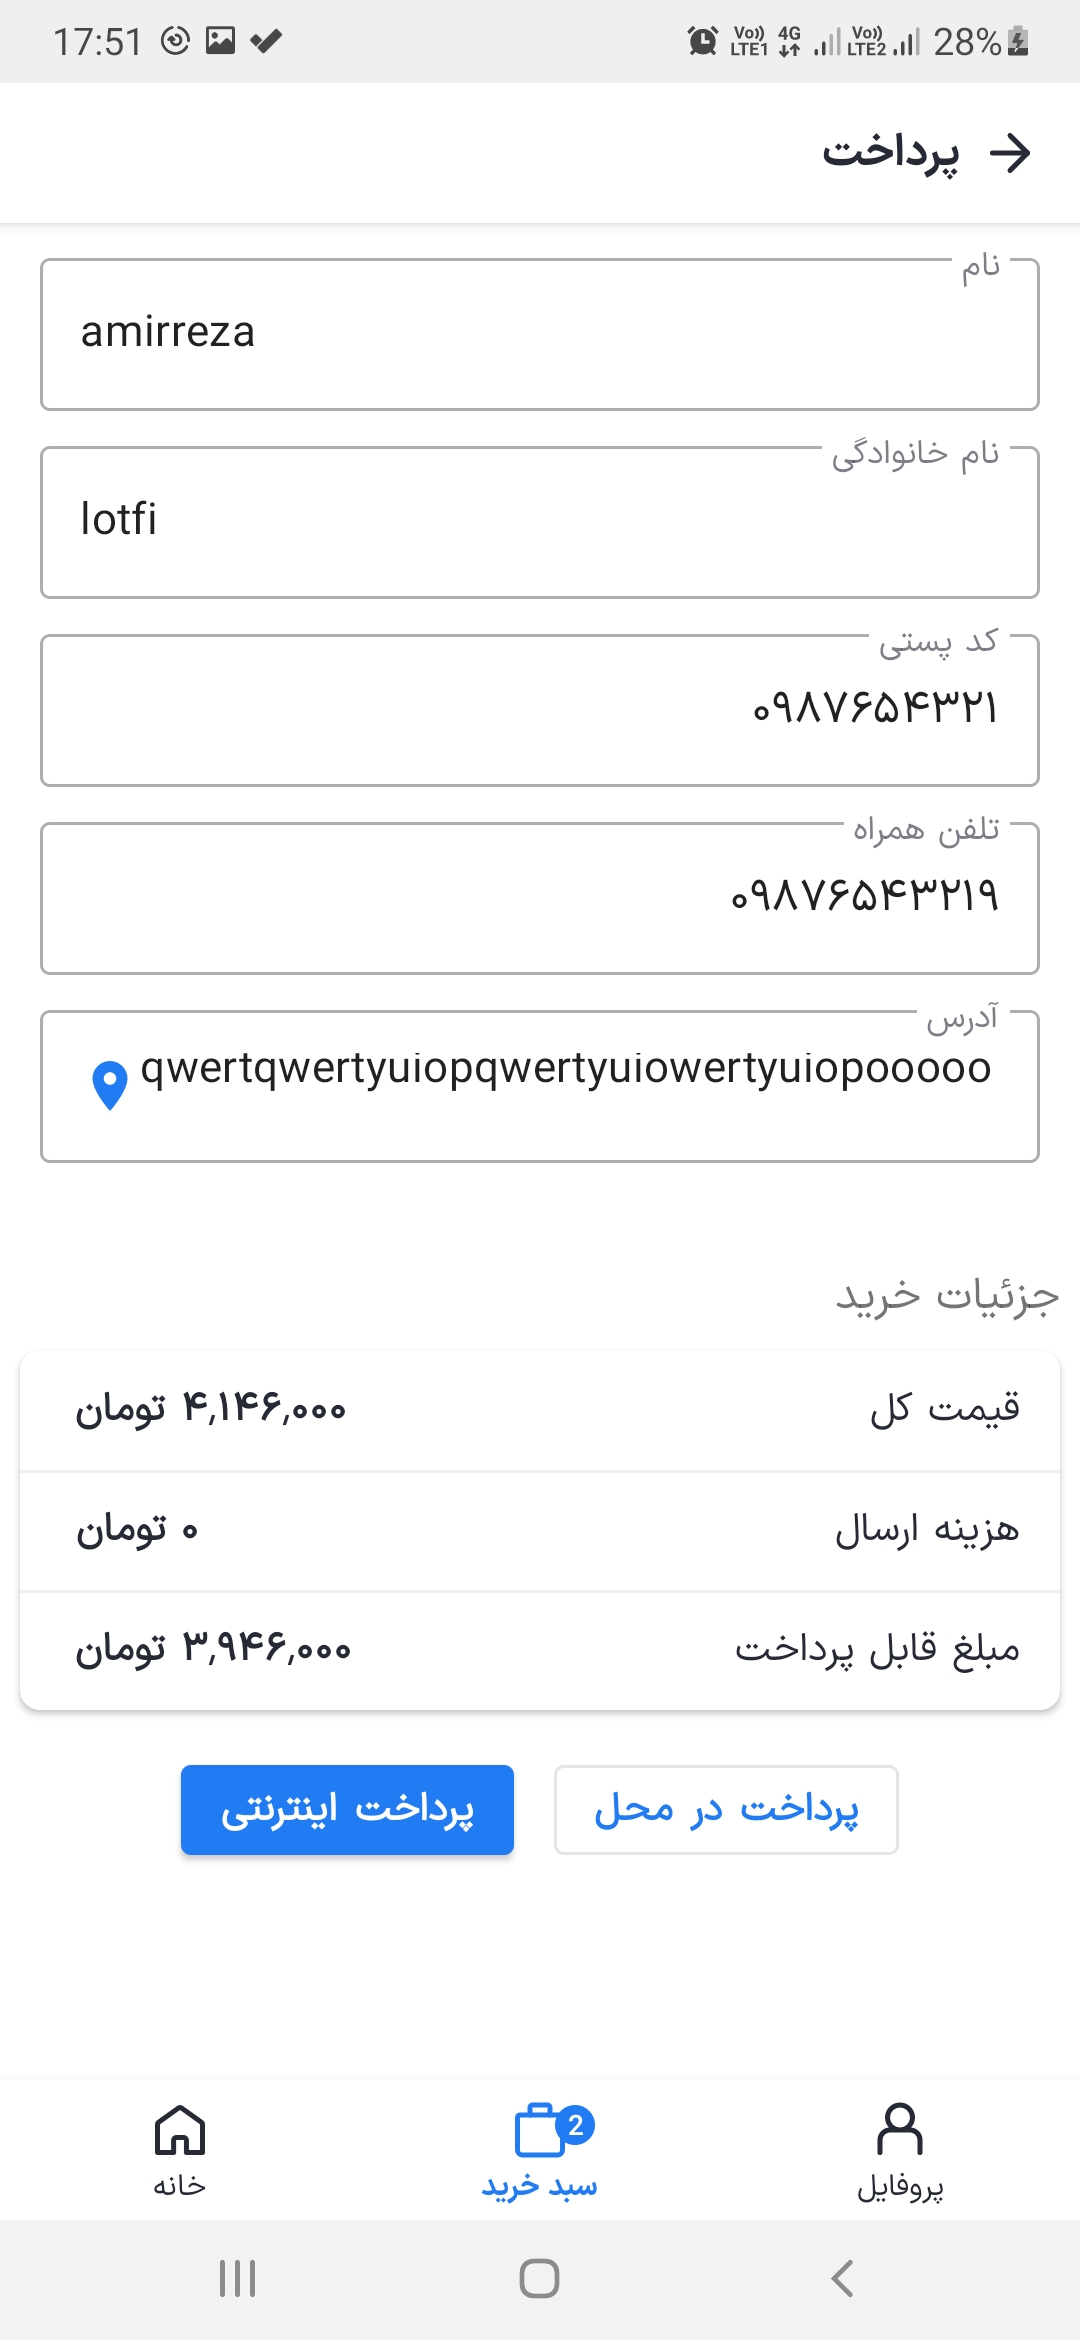 17:51 Vo)) LTE1 4G Vo)) LTE2 28%
پرداخت
نام
amirreza
نام خانوادگی
lotfi
کد پستی
۰۹۸۷۶۵۴۳۲۱
تلفن همراه
۰۹۸۷۶۵۴۳۲۱۹
آدرس
qwertqwertyuiopqwertyuiowertyuiopooooo
جزئیات خرید
قیمت کل ۴,۱۴۶,۰۰۰ تومان
هزینه ارسال ۰ تومان
مبلغ قابل پرداخت ۳,۹۴۶,۰۰۰ تومان
پرداخت در محل پرداخت اینترنتی
2
پروفایل سبد خرید خانه